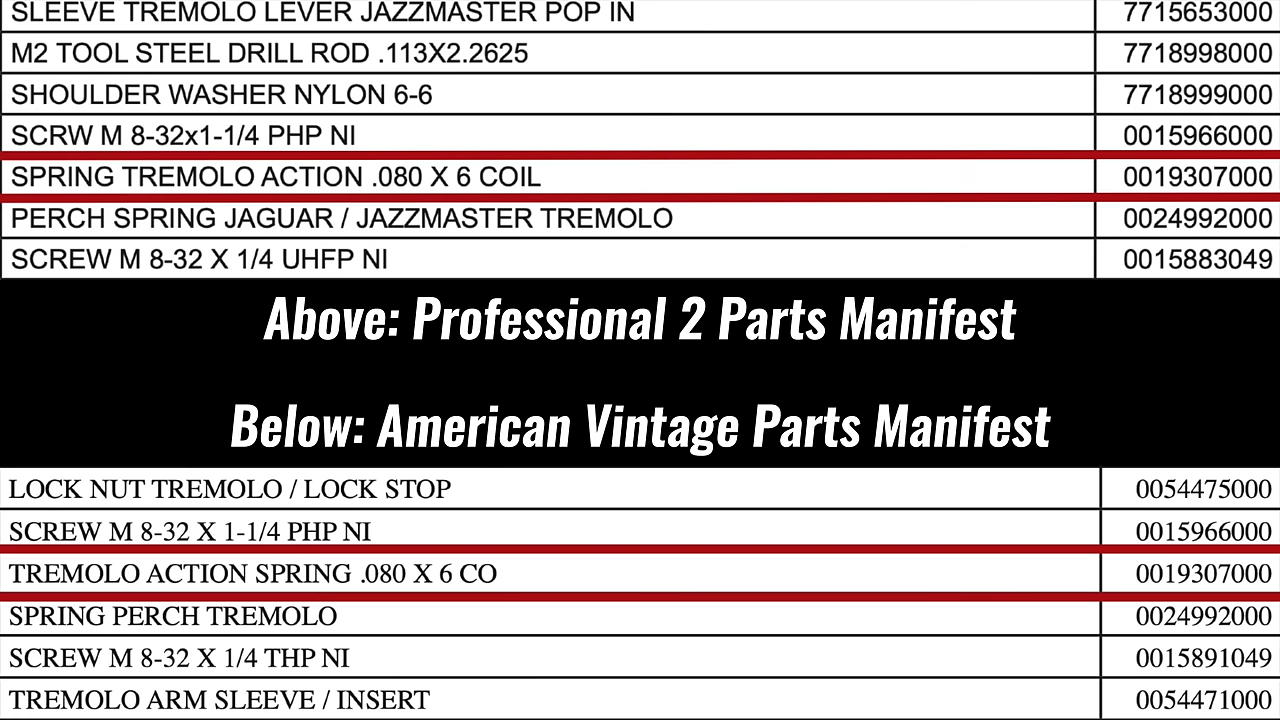 SLEEVE TREMOLO LEVER JAZZMASTER POP IN 7715653000
M2 TOOL STEEL DRILL ROD .113X2.2625 7718998000
SHOULDER WASHER NYLON 6-6 7718999000
SCRW M 8-32x1-1/4 PHP NI 0015966000
SPRING TREMOLO ACTION .080 X 6 COIL 0019307000
PERCH SPRING JAGUAR / JAZZMASTER TREMOLO 0024992000
SCREW M 8-32 X 1/4 UHFP NI 0015883049
Above: Professional 2 Parts Manifest
Below: American Vintage Parts Manifest
LOCK NUT TREMOLO / LOCK STOP 0054475000
SCREW M 8-32 X 1-1/4 PHP NI 0015966000
TREMOLO ACTION SPRING .080 X 6 CO 0019307000
SPRING PERCH TREMOLO 0024992000
SCREW M 8-32 X 1/4 THP NI 0015891049
TREMOLO ARM SLEEVE / INSERT 0054471000